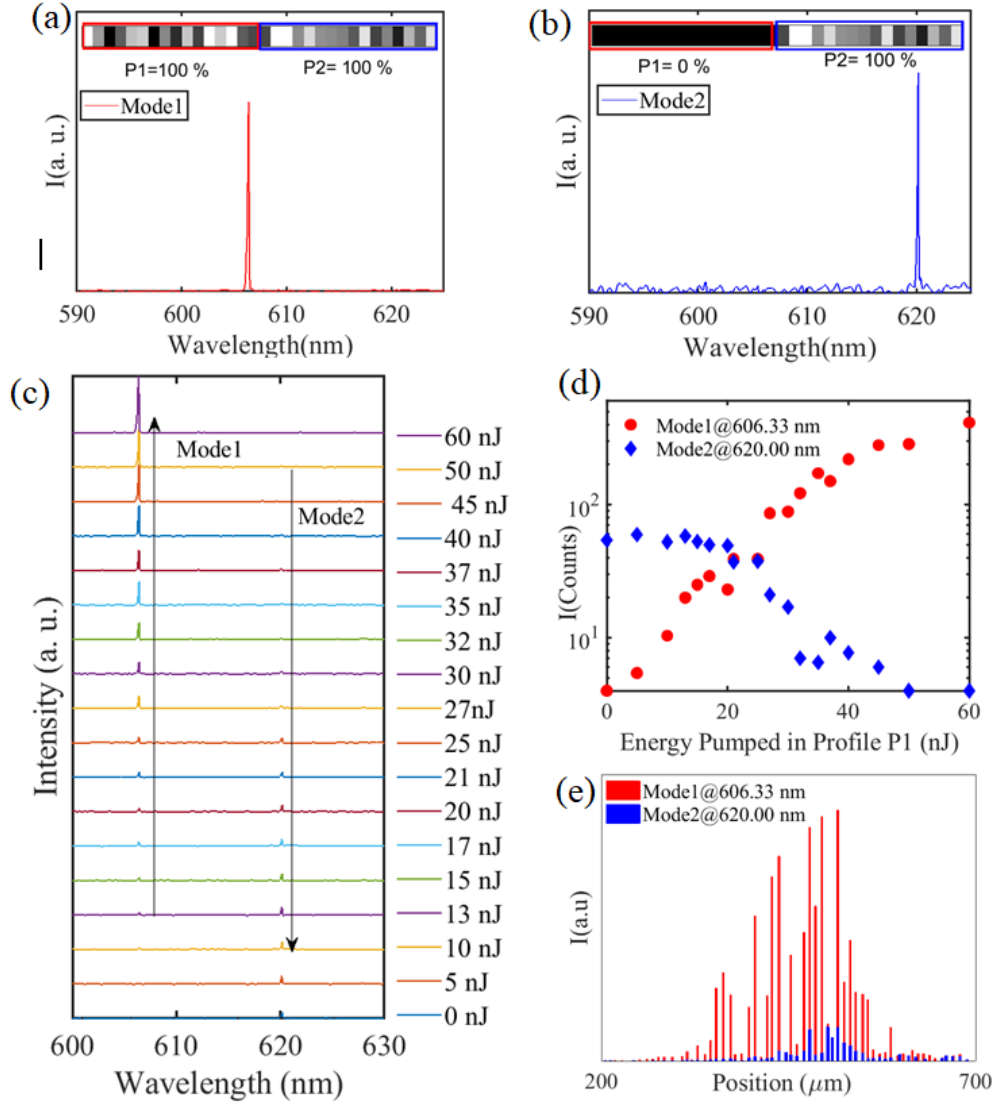 (a)
P1=100 %
P2= 100 %
Mode1
I(a. u.)
590
600
610
620
Wavelength(nm)
(b)
P1= 0 %
P2= 100 %
Mode2
I(a. u.)
590
600
610
620
Wavelength(nm)
(c)
Mode1
Mode2
60 nJ
50 nJ
45 nJ
40 nJ
37 nJ
35 nJ
32 nJ
30 nJ
27nJ
25 nJ
21 nJ
20 nJ
17 nJ
15 nJ
13 nJ
10 nJ
5 nJ
0 nJ
Intensity (a. u.)
600
610
620
630
Wavelength (nm)
(d)
Mode1@606.33 nm
Mode2@620.00 nm
I(Counts)
10²
10¹
0
20
40
60
Energy Pumped in Profile P1 (nJ)
(e)
Mode1@606.33 nm
Mode2@620.00 nm
I(a.u)
200
700
Position (μm)